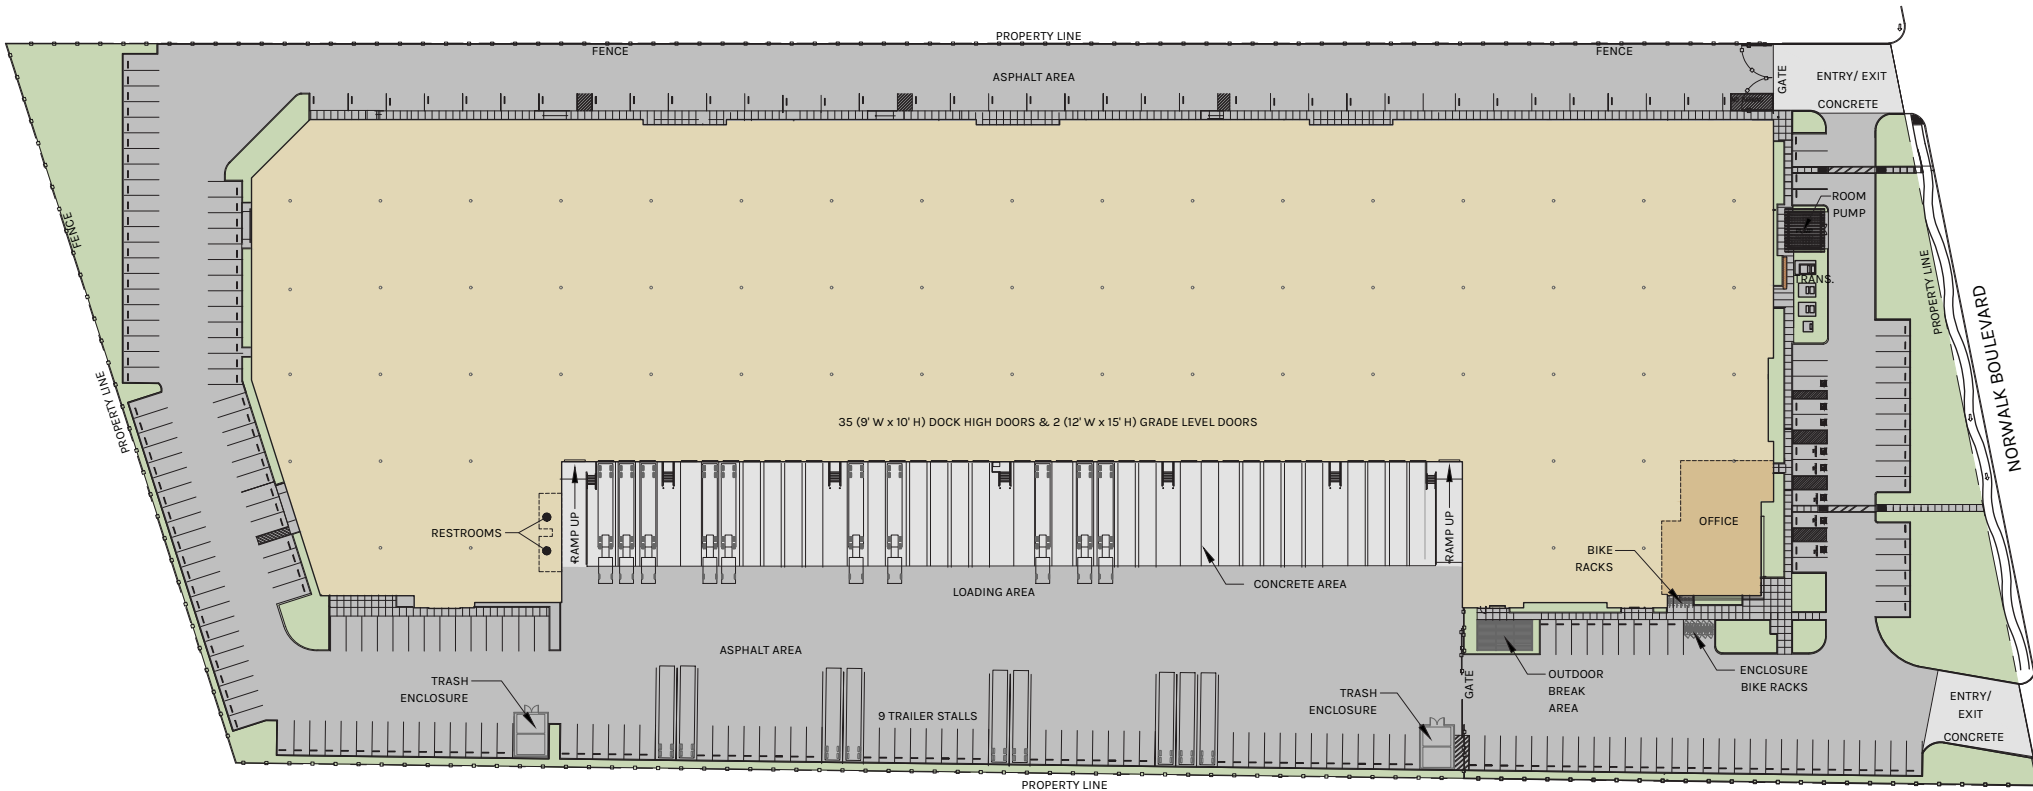 PROPERTY LINE
FENCE
FENCE
ASPHALT AREA
GATE
ENTRY/ EXIT
CONCRETE
ROOM
PUMP
TRANS.
FENCE
PROPERTY LINE
NORWALK BOULEVARD
PROPERTY LINE
35 (9' W x 10' H) DOCK HIGH DOORS & 2 (12' W x 15' H) GRADE LEVEL DOORS
RESTROOMS
RAMP UP
RAMP UP
OFFICE
BIKE
RACKS
CONCRETE AREA
LOADING AREA
ASPHALT AREA
TRASH
ENCLOSURE
9 TRAILER STALLS
TRASH
ENCLOSURE
GATE
OUTDOOR
BREAK
AREA
ENCLOSURE
BIKE RACKS
ENTRY/
EXIT
CONCRETE
PROPERTY LINE